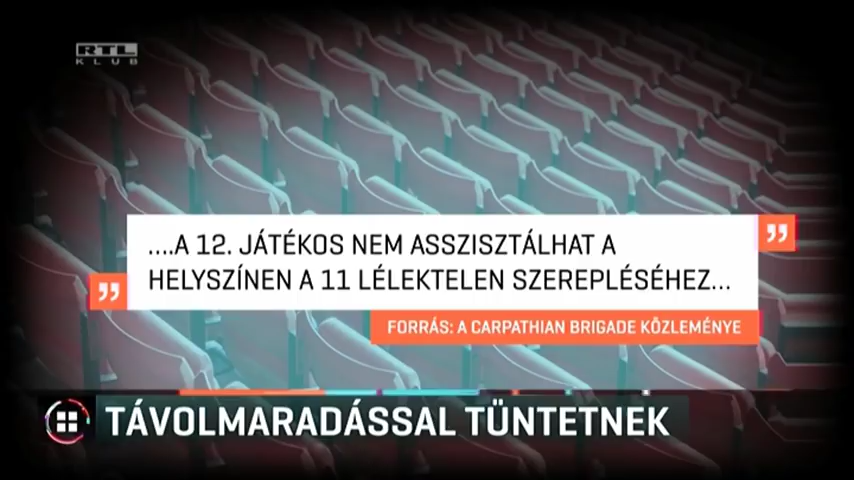 RTL
KLUB
....A 12. JÁTÉKOS NEM ASSZISZTÁLHAT A
HELYSZÍNEN A 11 LÉLEKTELEN SZEREPLÉSÉHEZ...
FORRÁS: A CARPATHIAN BRIGADE KÖZLEMÉNYE
TÁVOLMARADÁSSAL TÜNTETNEK